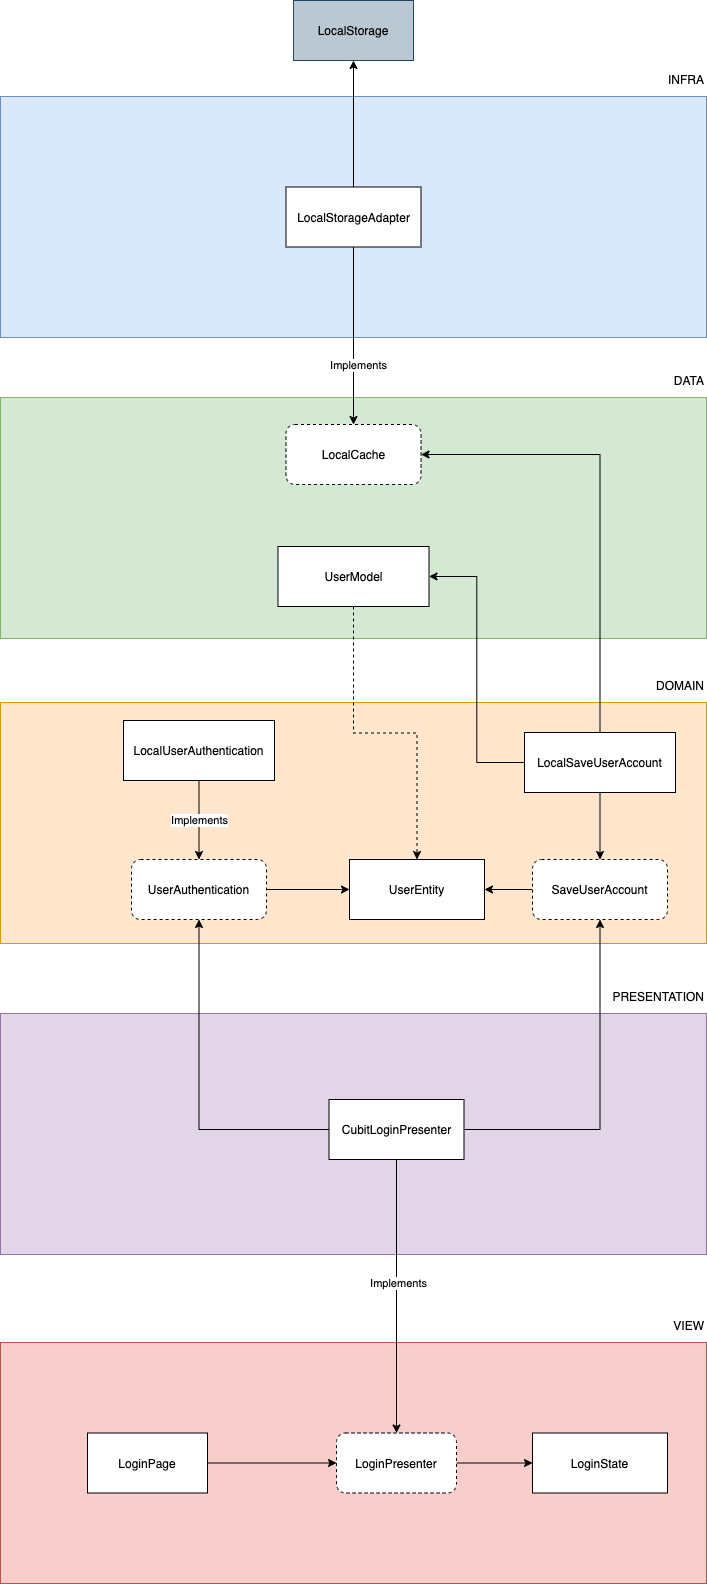 LocalStorage
INFRA
LocalStorageAdapter
Implements
DATA
LocalCache
UserModel
DOMAIN
LocalUserAuthentication
LocalSaveUserAccount
Implements
UserAuthentication
UserEntity
SaveUserAccount
PRESENTATION
CubitLoginPresenter
Implements
VIEW
LoginPage
LoginPresenter
LoginState